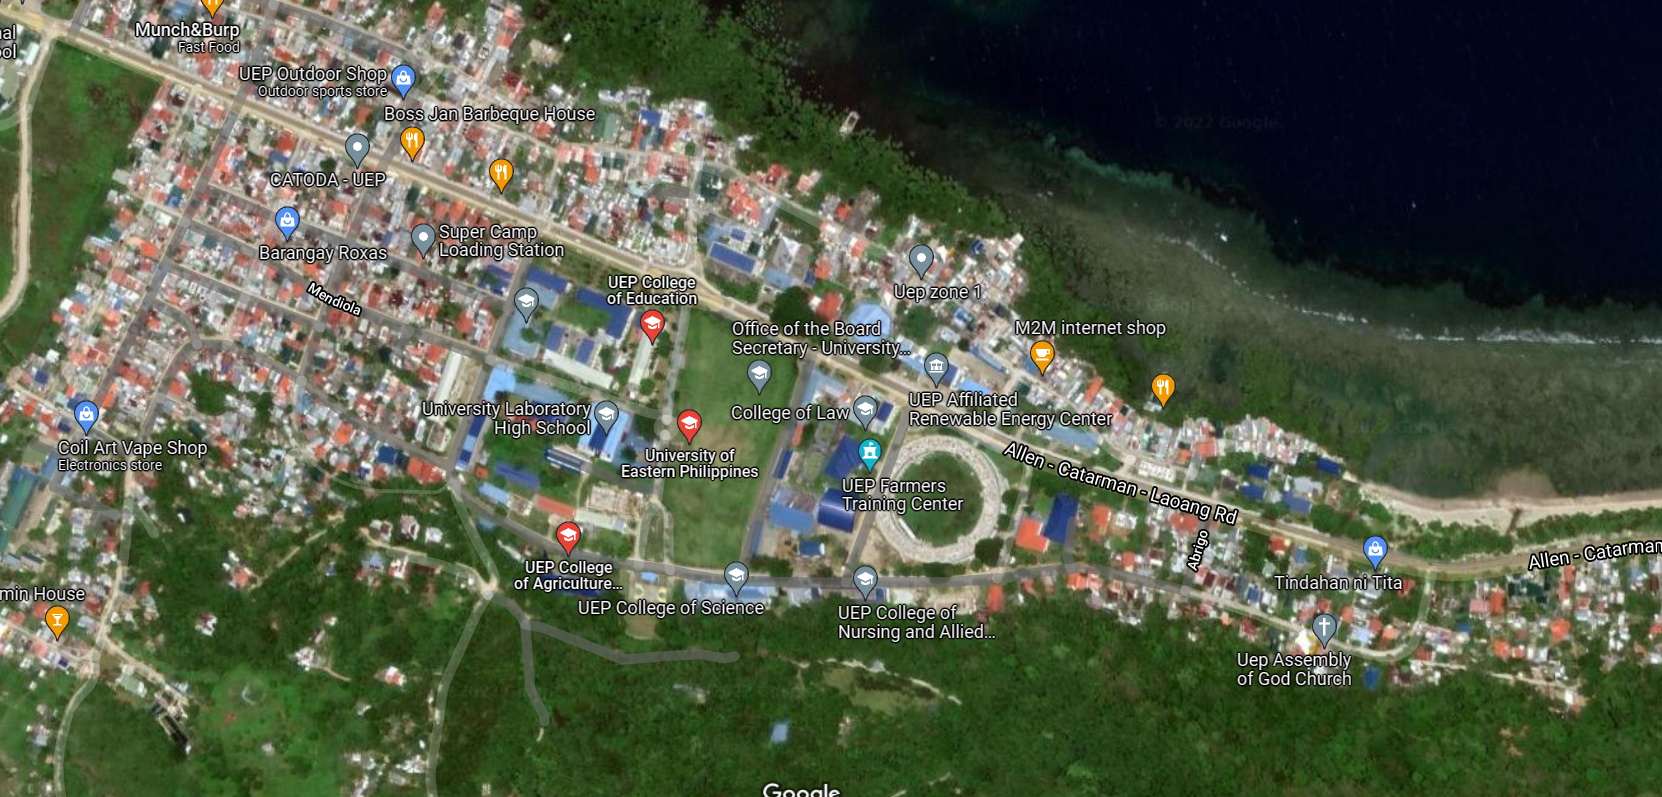 Munch&Burp
Fast Food
al
ool
UEP Outdoor Shop
Outdoor sports store
Boss Jan Barbeque House
© 2022 Google
CATODA - UEP
Super Camp
Loading Station
Barangay Roxas
Mendiola
UEP College
of Education
Uep zone 1
Office of the Board
Secretary - University...
M2M internet shop
College of Law
UEP Affiliated
Renewable Energy Center
University Laboratory
High School
University of
Eastern Philippines
Coil Art Vape Shop
Electronics store
UEP Farmers
Training Center
Allen - Catarman - Laoang Rd
Abrigo
Allen - Catarman
Tindahan ni Tita
UEP College
of Agriculture...
UEP College of Science
UEP College of
Nursing and Allied...
min House
Uep Assembly
of God Church
Google